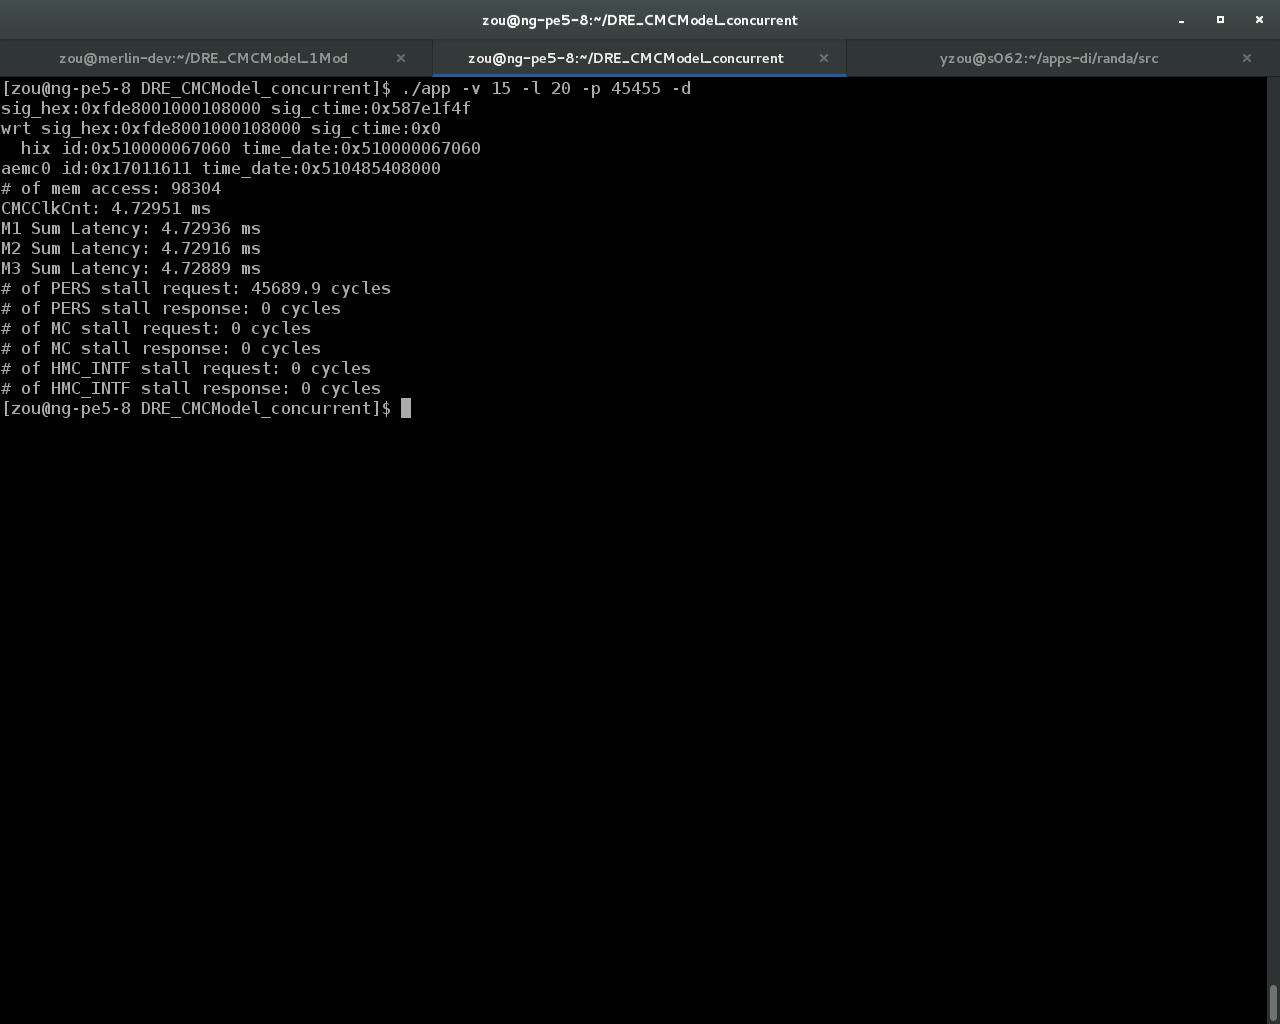 zou@ng-pe5-8:~/DRE_CMCModel_concurrent
zou@merlin-dev:~/DRE_CMCModel_1Mod × zou@ng-pe5-8:~/DRE_CMCModel_concurrent × yzou@s062:~/apps-di/randa/src ×
[zou@ng-pe5-8 DRE_CMCModel_concurrent]$ ./app -v 15 -l 20 -p 45455 -d
sig_hex:0xfde8001000108000 sig_ctime:0x587e1f4f
wrt sig_hex:0xfde8001000108000 sig_ctime:0x0
  hix id:0x510000067060 time_date:0x510000067060
aemc0 id:0x17011611 time_date:0x510485408000
# of mem access: 98304
CMCClkCnt: 4.72951 ms
M1 Sum Latency: 4.72936 ms
M2 Sum Latency: 4.72916 ms
M3 Sum Latency: 4.72889 ms
# of PERS stall request: 45689.9 cycles
# of PERS stall response: 0 cycles
# of MC stall request: 0 cycles
# of MC stall response: 0 cycles
# of HMC_INTF stall request: 0 cycles
# of HMC_INTF stall response: 0 cycles
[zou@ng-pe5-8 DRE_CMCModel_concurrent]$